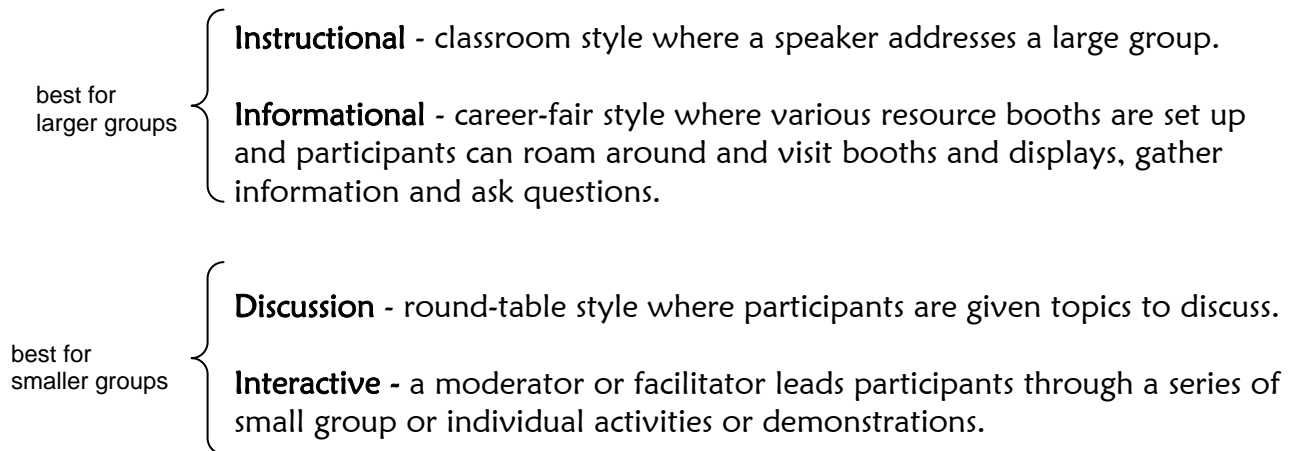 Instructional - classroom style where a speaker addresses a large group.
best for
larger groups
Informational - career-fair style where various resource booths are set up
and participants can roam around and visit booths and displays, gather
information and ask questions.
Discussion - round-table style where participants are given topics to discuss.
best for
smaller groups
Interactive - a moderator or facilitator leads participants through a series of
small group or individual activities or demonstrations.